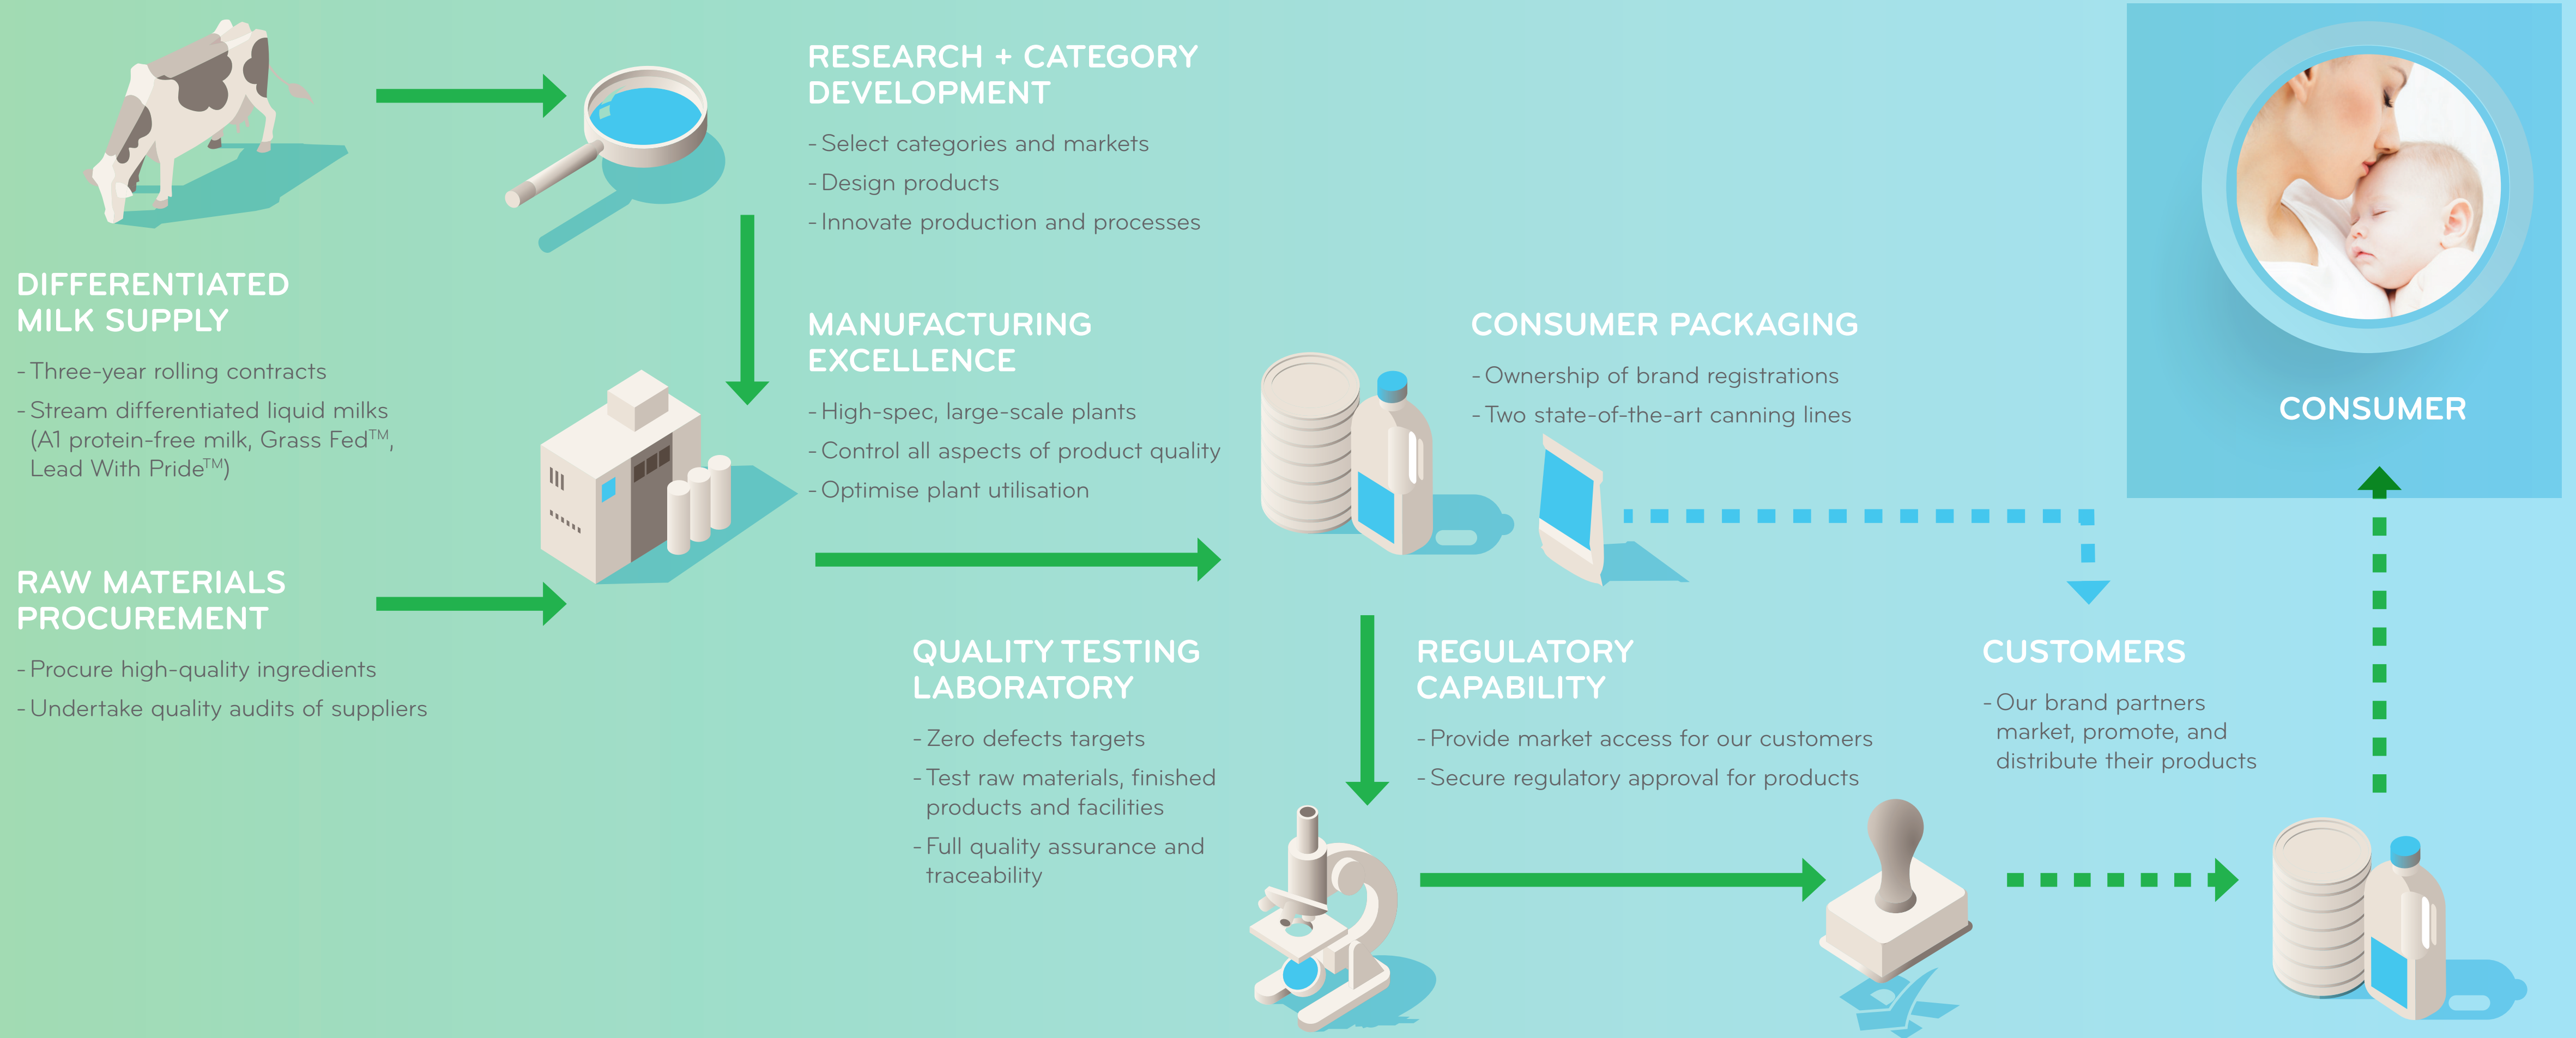 DIFFERENTIATED
MILK SUPPLY
- Three-year rolling contracts
- Stream differentiated liquid milks
(A1 protein-free milk, Grass Fed™,
Lead With Pride™)
RAW MATERIALS
PROCUREMENT
- Procure high-quality ingredients
- Undertake quality audits of suppliers
RESEARCH + CATEGORY
DEVELOPMENT
- Select categories and markets
- Design products
- Innovate production and processes
MANUFACTURING
EXCELLENCE
- High-spec, large-scale plants
- Control all aspects of product quality
- Optimise plant utilisation
CONSUMER PACKAGING
- Ownership of brand registrations
- Two state-of-the-art canning lines
QUALITY TESTING
LABORATORY
- Zero defects targets
- Test raw materials, finished
products and facilities
- Full quality assurance and
traceability
REGULATORY
CAPABILITY
- Provide market access for our customers
- Secure regulatory approval for products
CUSTOMERS
- Our brand partners
market, promote, and
distribute their products
CONSUMER